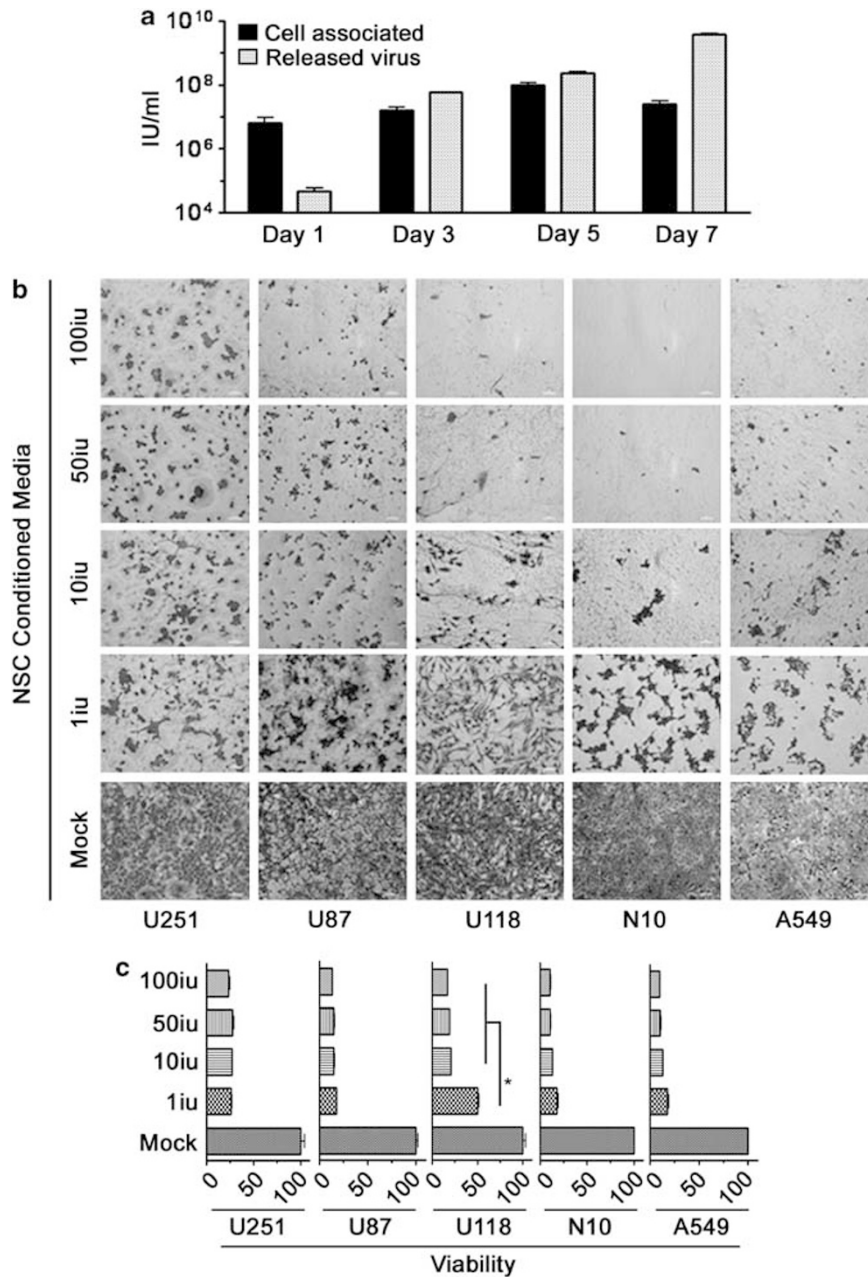 a
Cell associated
Released virus
IU/ml
10^10
10^8
10^6
10^4
Day 1 Day 3 Day 5 Day 7
b
NSC Conditioned Media
100iu
50iu
10iu
1iu
Mock
U251 U87 U118 N10 A549
c
100iu
50iu
10iu
1iu
Mock
*
0 50 100 0 50 100 0 50 100 0 50 100 0 50 100
U251 U87 U118 N10 A549
Viability